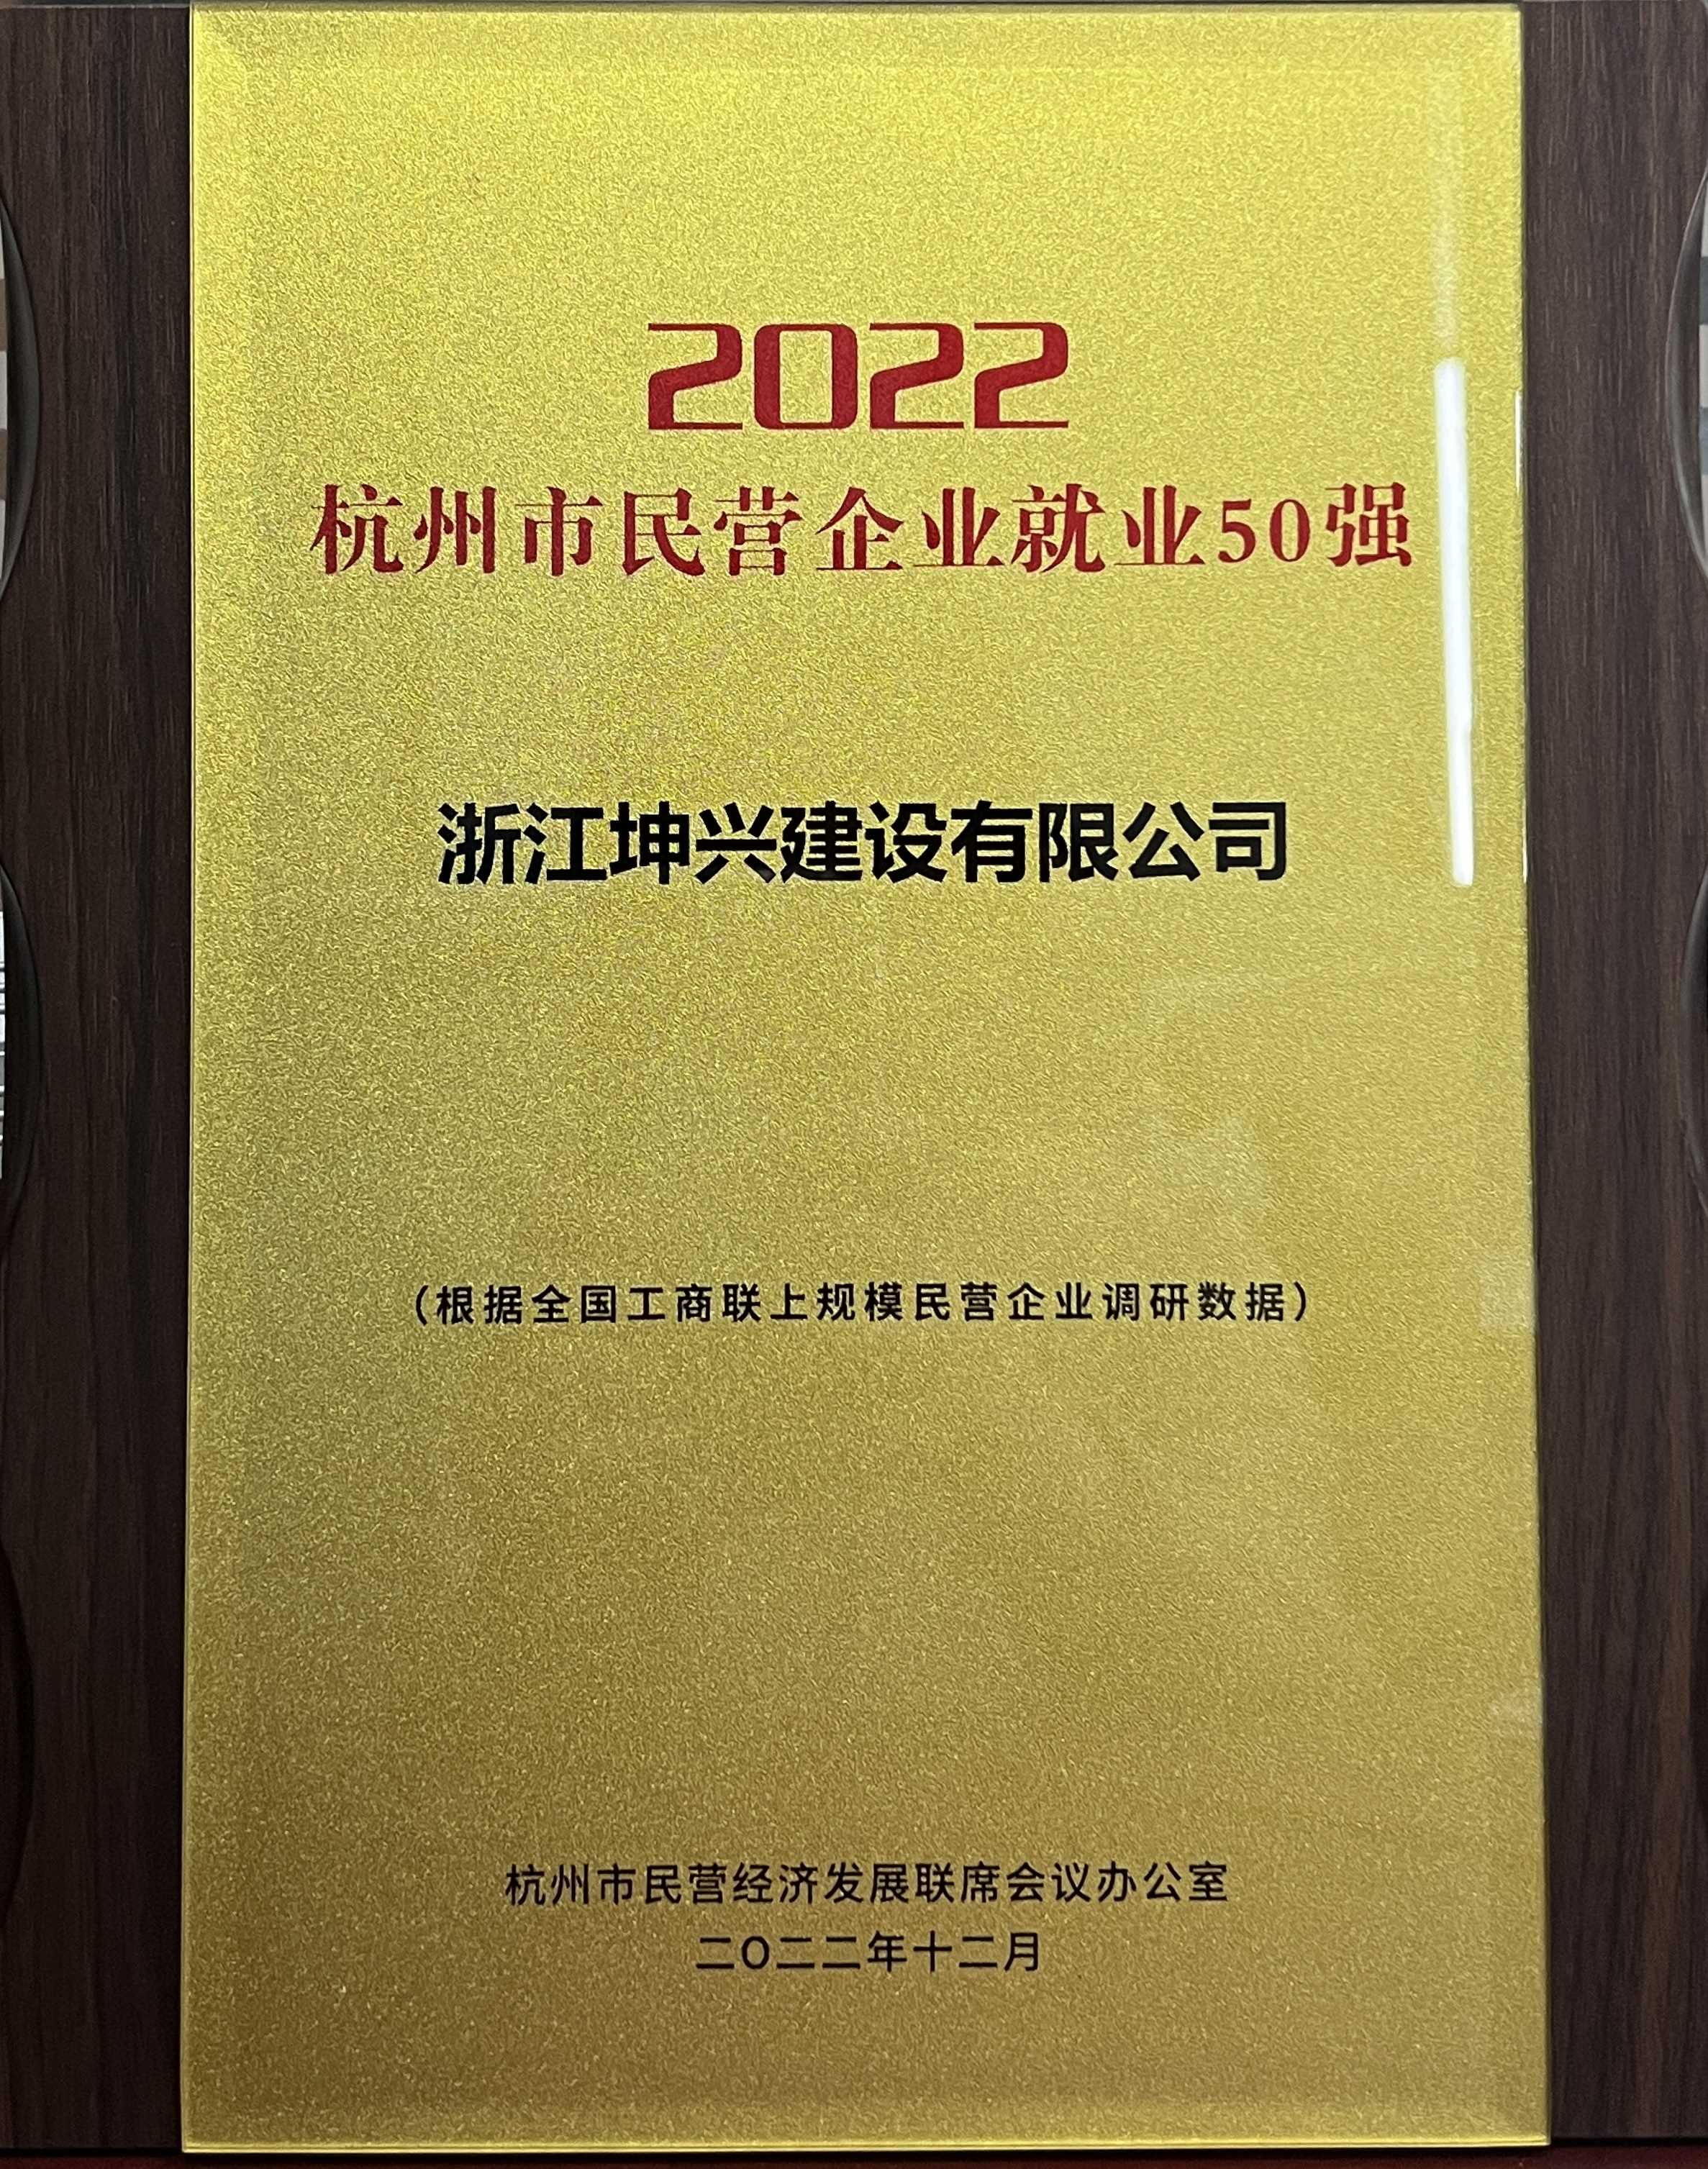 2022
杭州市民营企业就业50强
浙江坤兴建设有限公司
（根据全国工商联上规模民营企业调研数据）
杭州市民营经济发展联席会议办公室
二〇二二年十二月